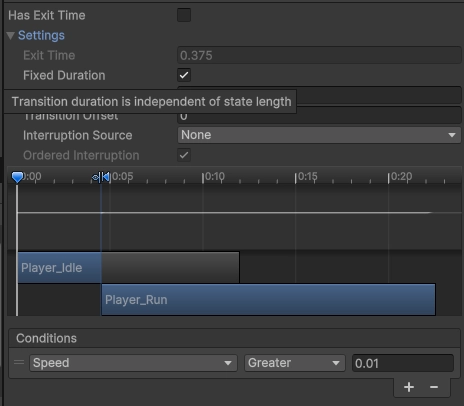 Has Exit Time
Settings
Exit Time 0.375
Fixed Duration
Transition duration is independent of state length
Transition Offset 0
Interruption Source None
Ordered Interruption
0:00 0:05 0:10 0:15 0:20
Player_Idle
Player_Run
Conditions
Speed Greater 0.01
+ −